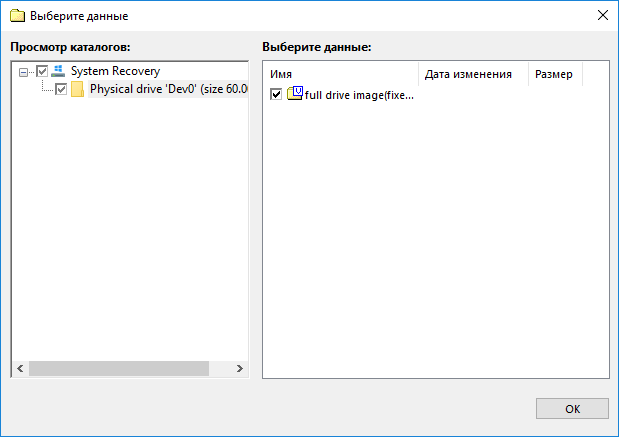 Выберите данные
Просмотр каталогов:
System Recovery
Physical drive 'Dev0' (size 60.0
Выберите данные:
Имя
Дата изменения
Размер
full drive image(fixe...
OK